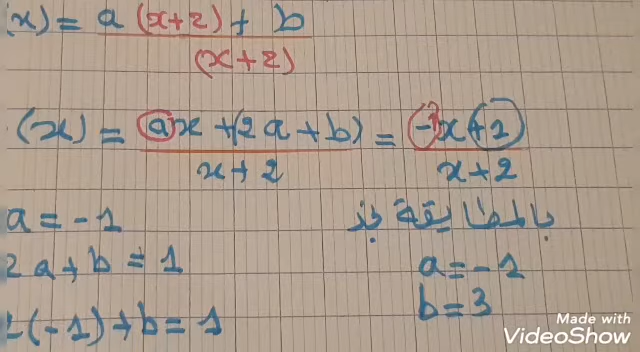 (x) = a (x+2) + b
(x+2)
(x) = ax + (2a + b) = -1x + 1
x + 2 x + 2
a = -1 بالمطابقة نجد
2a + b = 1 a = -1
2(-1) + b = 1 b = 3
Made with
VideoShow